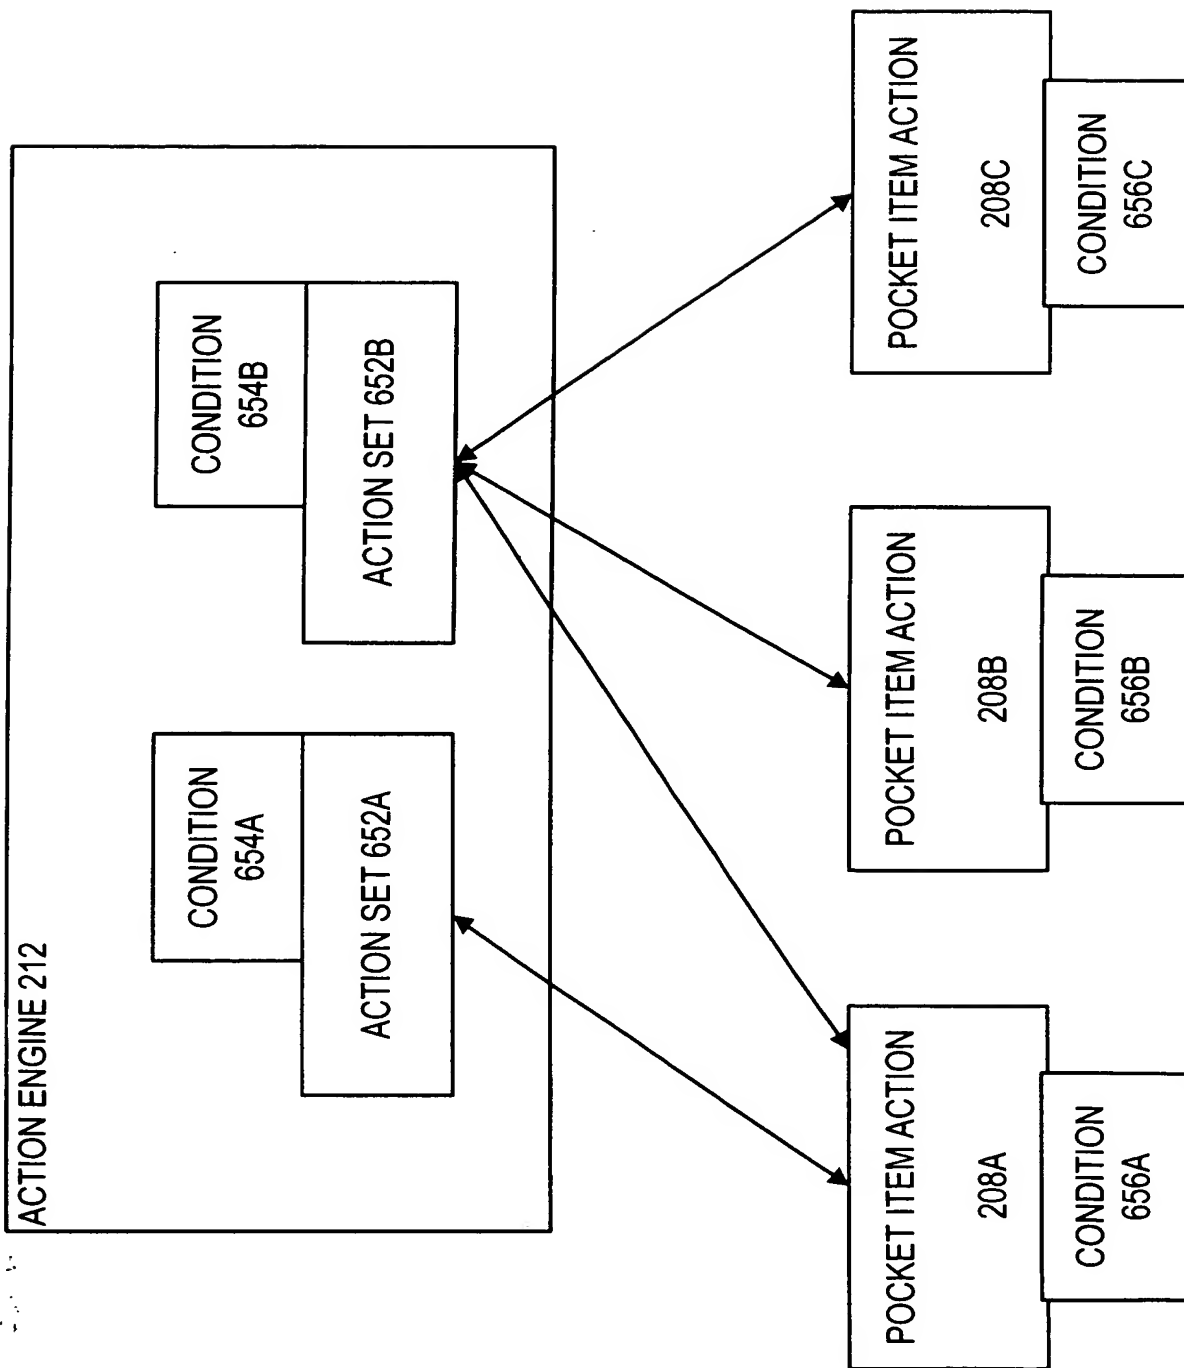 ACTION ENGINE 212
CONDITION
654A
ACTION SET 652A
CONDITION
654B
ACTION SET 652B
POCKET ITEM ACTION
208A
CONDITION
656A
POCKET ITEM ACTION
208B
CONDITION
656B
POCKET ITEM ACTION
208C
CONDITION
656C